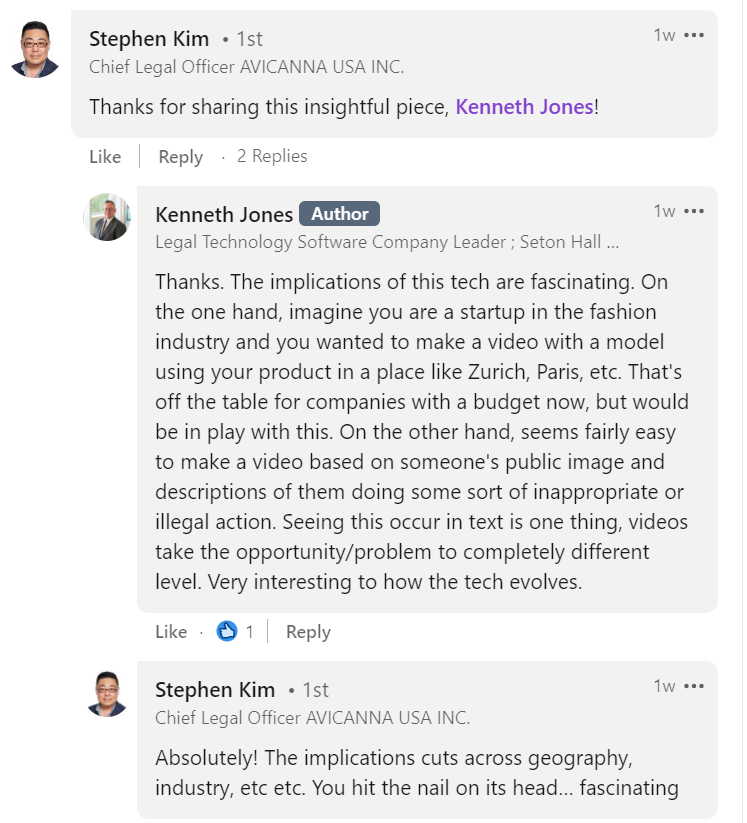 Stephen Kim • 1st
1w •••
Chief Legal Officer AVICANNA USA INC.
Thanks for sharing this insightful piece, Kenneth Jones!
Like | Reply · 2 Replies
Kenneth Jones Author
1w •••
Legal Technology Software Company Leader ; Seton Hall ...
Thanks. The implications of this tech are fascinating. On
the one hand, imagine you are a startup in the fashion
industry and you wanted to make a video with a model
using your product in a place like Zurich, Paris, etc. That's
off the table for companies with a budget now, but would
be in play with this. On the other hand, seems fairly easy
to make a video based on someone's public image and
descriptions of them doing some sort of inappropriate or
illegal action. Seeing this occur in text is one thing, videos
take the opportunity/problem to completely different
level. Very interesting to how the tech evolves.
Like · 1 | Reply
Stephen Kim • 1st
1w •••
Chief Legal Officer AVICANNA USA INC.
Absolutely! The implications cuts across geography,
industry, etc etc. You hit the nail on its head... fascinating